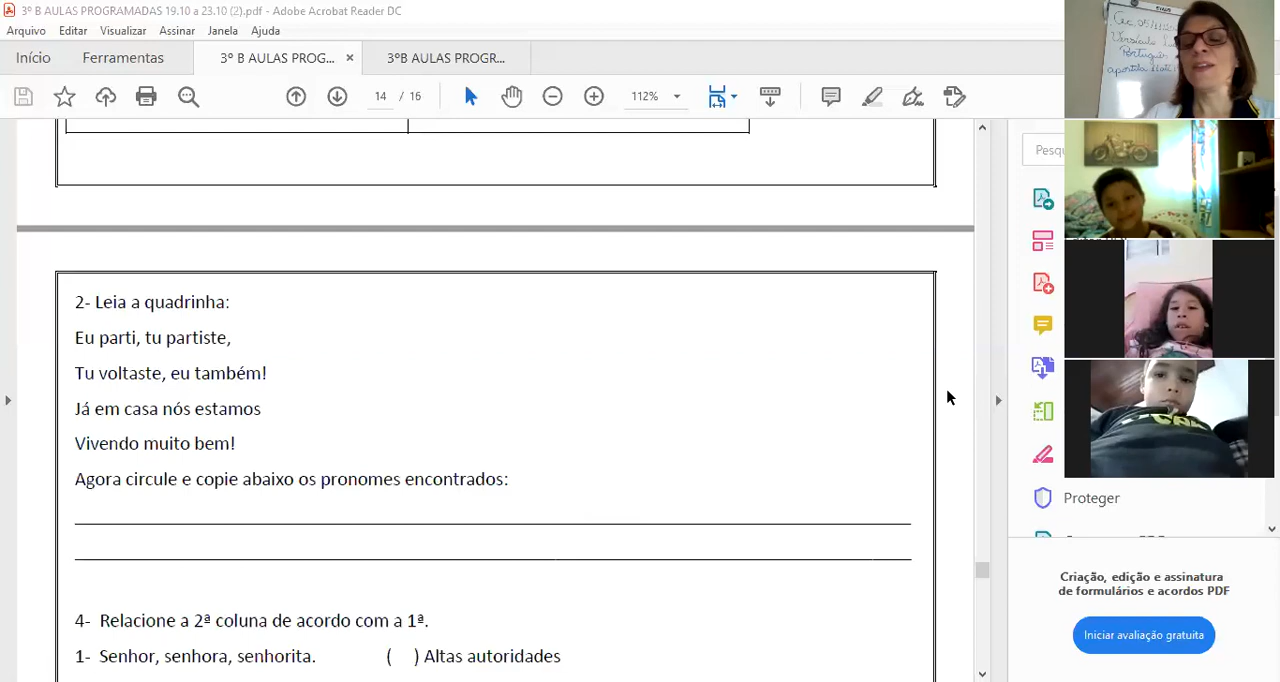 3º B AULAS PROGRAMADAS 19.10 a 23.10 (2).pdf - Adobe Acrobat Reader DC
Arquivo Editar Visualizar Assinar Janela Ajuda
Início Ferramentas 3º B AULAS PROG... × 3ºB AULAS PROGR...
14 / 16 112%
2- Leia a quadrinha:
Eu parti, tu partiste,
Tu voltaste, eu também!
Já em casa nós estamos
Vivendo muito bem!
Agora circule e copie abaixo os pronomes encontrados:
4- Relacione a 2ª coluna de acordo com a 1ª.
1- Senhor, senhora, senhorita. ( ) Altas autoridades
Pesqu
Proteger
Criação, edição e assinatura
de formulários e acordos PDF
Iniciar avaliação gratuita
Português